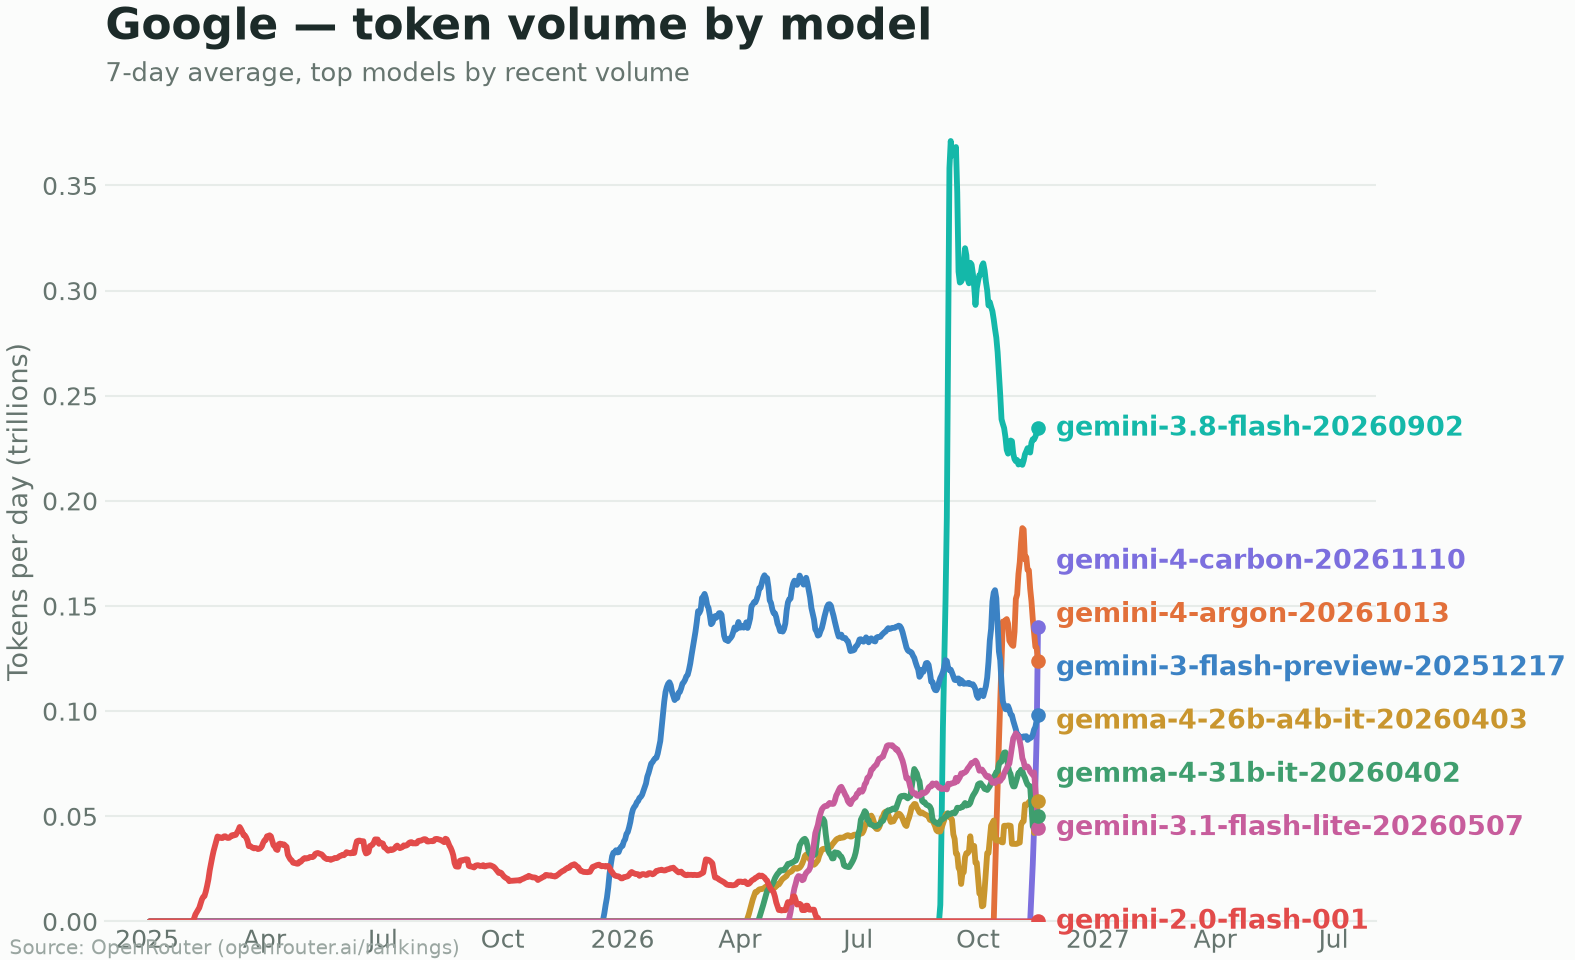 Google — token volume by model
7-day average, top models by recent volume
Tokens per day (trillions)
0.35
0.30
0.25
0.20
0.15
0.10
0.05
0.00
gemini-3.8-flash-20260902
gemini-4-carbon-20261110
gemini-4-argon-20261013
gemini-3-flash-preview-20251217
gemma-4-26b-a4b-it-20260403
gemma-4-31b-it-20260402
gemini-3.1-flash-lite-20260507
gemini-2.0-flash-001
2025 Apr Jul Oct 2026 Apr Jul Oct 2027 Apr Jul
Source: OpenRouter (openrouter.ai/rankings)